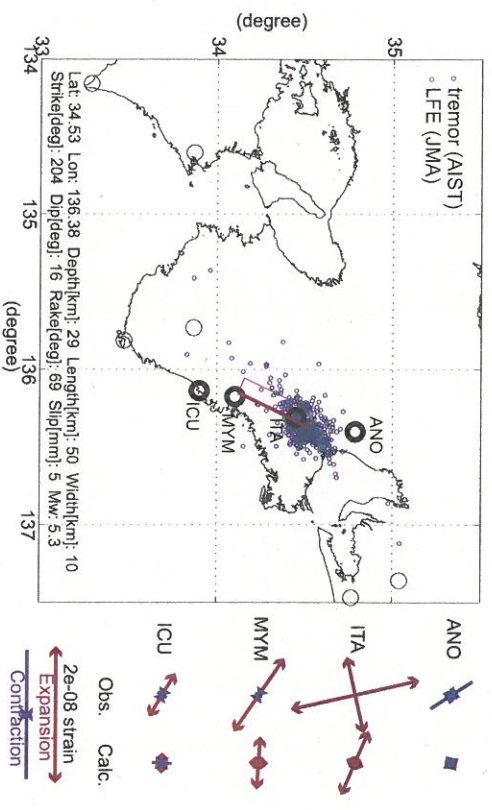 tremor (AIST)
LFE (JMA)
(degree)
35
34
33
134
135
136
137
(degree)
ANO
ITA
MYM
ICU
Lat: 34.53 Lon: 136.38 Depth[km]: 29 Length[km]: 50 Width[km]: 10
Strike[deg]: 204 Dip[deg]: 16 Rake[deg]: 69 Slip[mm]: 5 Mw: 5.3
ANO
ITA
MYM
ICU
Obs. Calc.
2e-08 strain
Expansion
Contraction